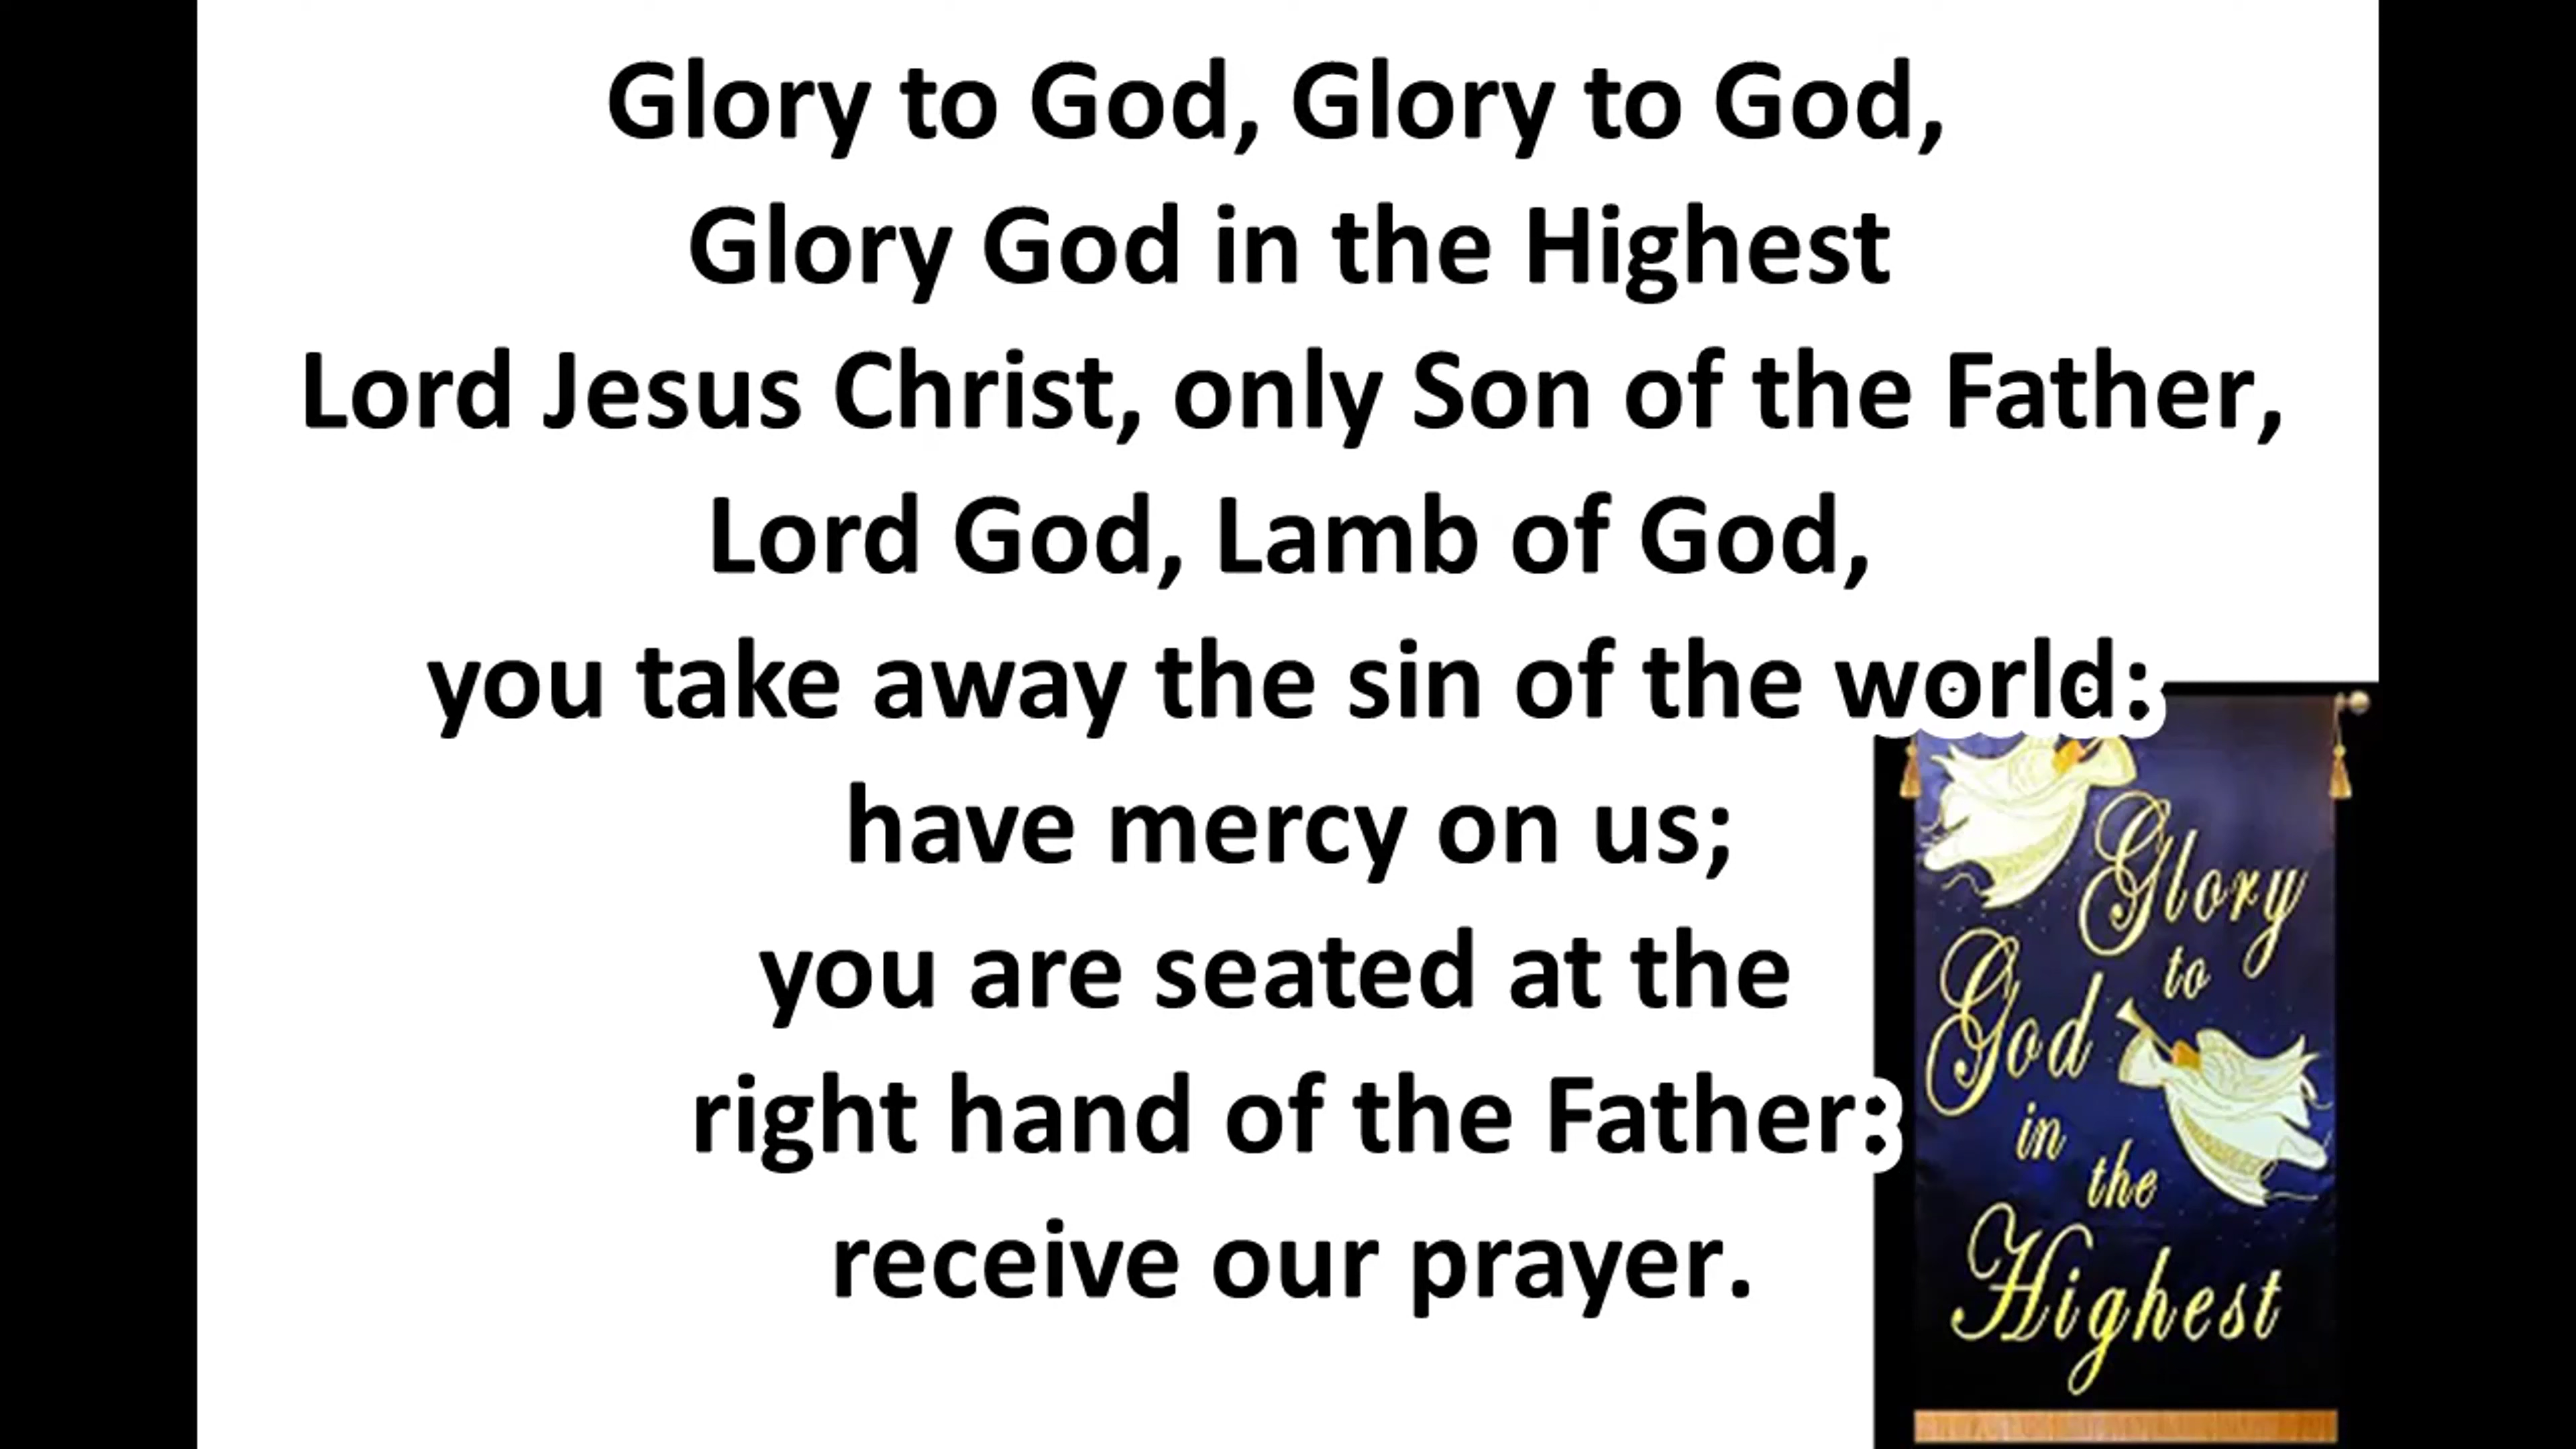 Glory to God, Glory to God,
Glory God in the Highest
Lord Jesus Christ, only Son of the Father,
Lord God, Lamb of God,
you take away the sin of the world:
have mercy on us;
you are seated at the
right hand of the Father:
receive our prayer.
Glory
to
God
in
the
Highest